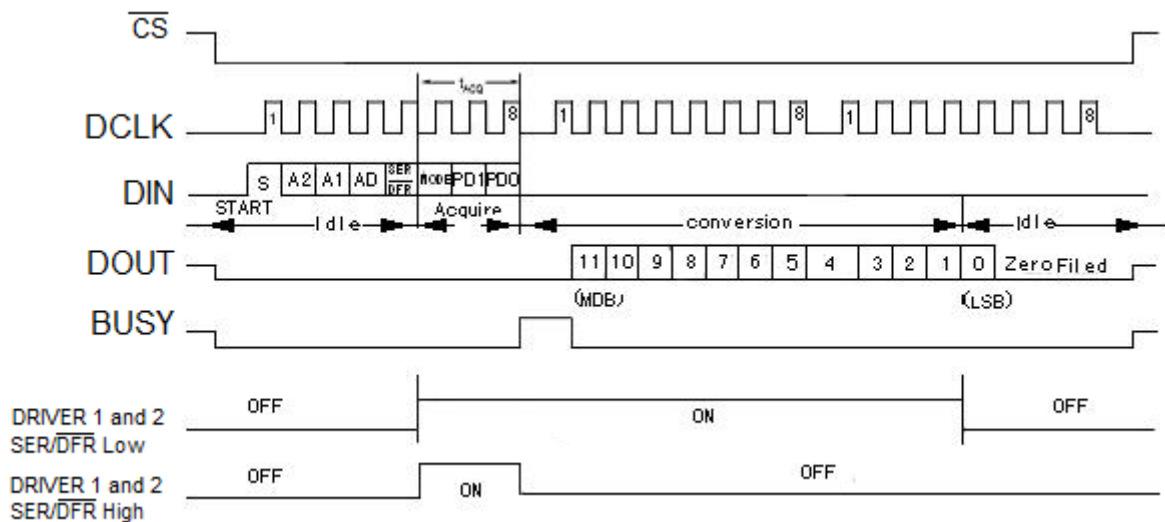 CS
tACQ
DCLK 1 8 1 8 1 8
DIN S A2 A1 AD SER/DFR MODE PD1 PD0
START Idle Acquire conversion Idle
DOUT 11 10 9 8 7 6 5 4 3 2 1 0 Zero Filed
(MDB) (LSB)
BUSY
OFF ON OFF
DRIVER 1 and 2
SER/DFR Low
OFF ON OFF
DRIVER 1 and 2
SER/DFR High